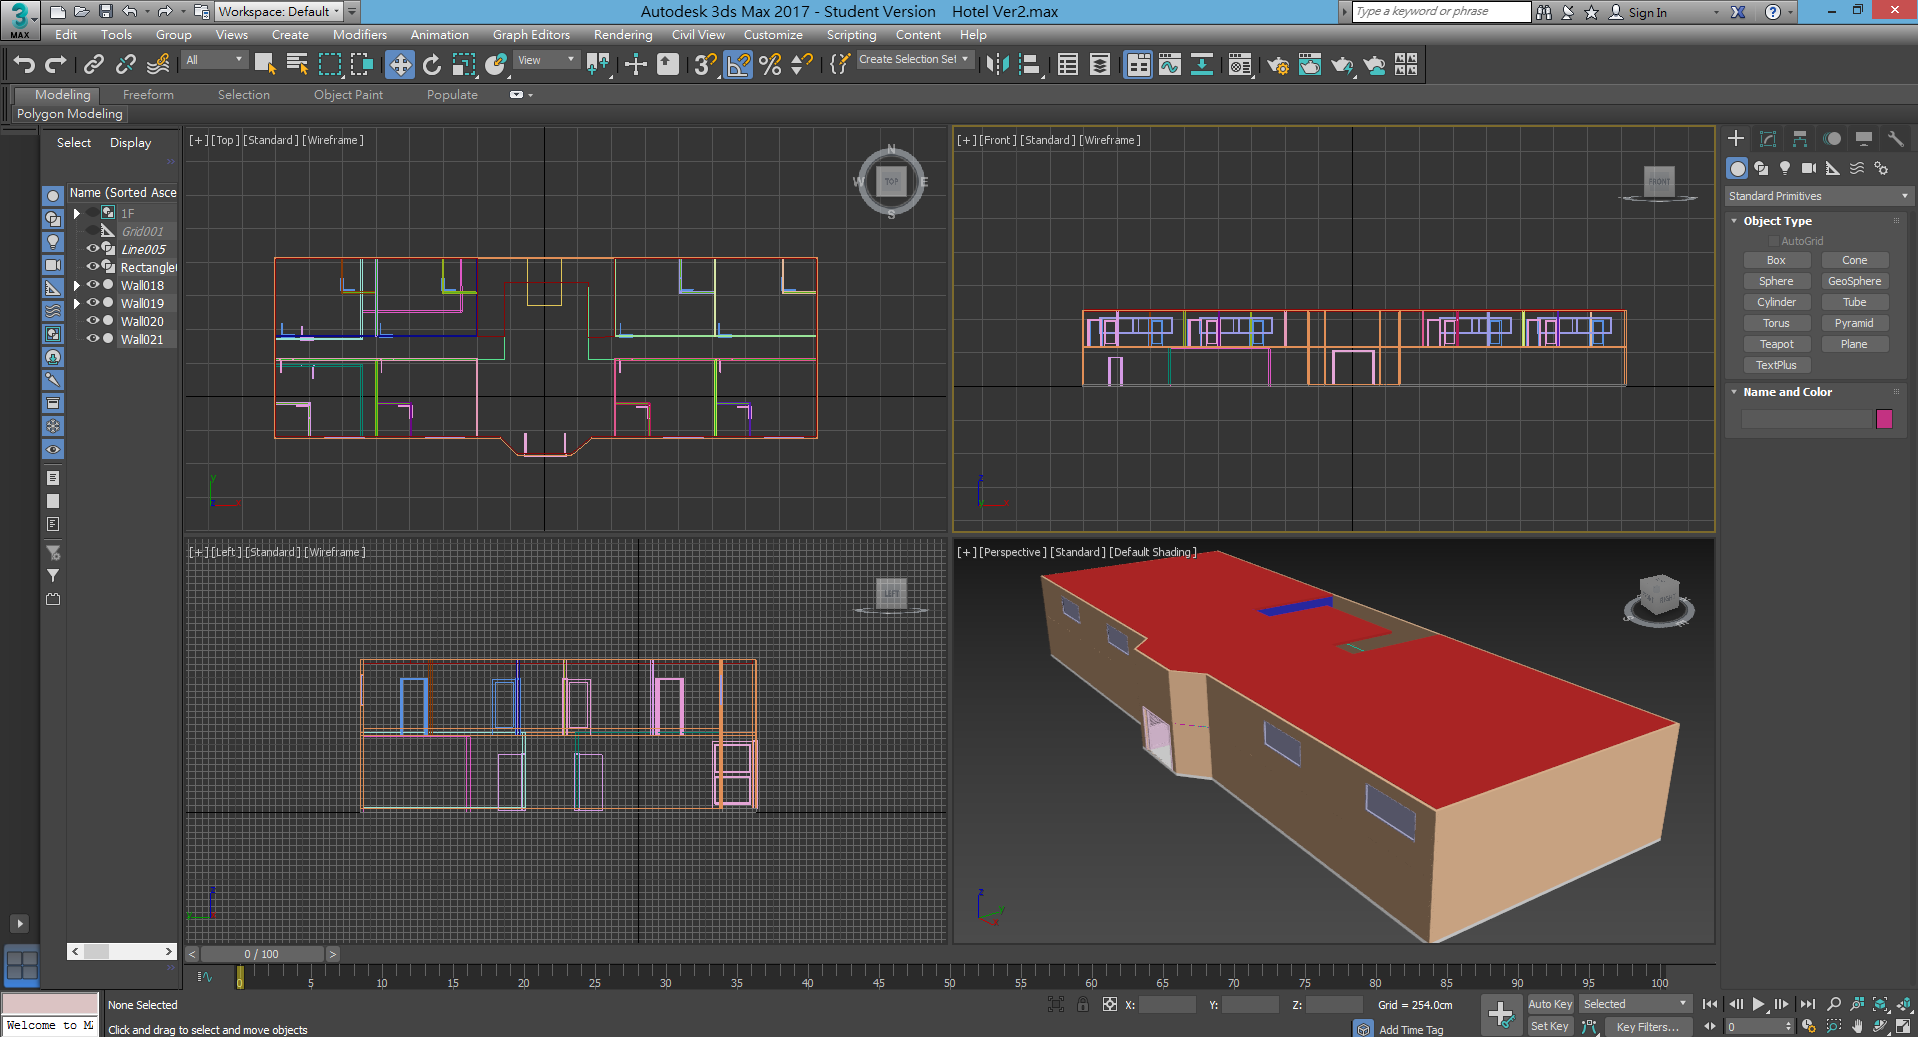 3
MAX
Workspace: Default
Autodesk 3ds Max 2017 - Student Version    Hotel Ver2.max
Type a keyword or phrase
Sign In
Edit Tools Group Views Create Modifiers Animation Graph Editors Rendering Civil View Customize Scripting Content Help
All
View
3
Create Selection Set
Modeling Freeform Selection Object Paint Populate
Polygon Modeling
Select Display
Name (Sorted Asce
1F
Grid001
Line005
Rectangle
Wall018
Wall019
Wall020
Wall021
[+] [Top] [Standard] [Wireframe]
N
W TOP E
S
y
z x
[+] [Front] [Standard] [Wireframe]
FRONT
z
y x
[+] [Left] [Standard] [Wireframe]
LEFT
z
y
[+] [Perspective] [Standard] [Default Shading]
z
y
x
Standard Primitives
Object Type
AutoGrid
Box Cone
Sphere GeoSphere
Cylinder Tube
Torus Pyramid
Teapot Plane
TextPlus
Name and Color
< >
< 0 / 100 >
0 5 10 15 20 25 30 35 40 45 50 55 60 65 70 75 80 85 90 95 100
None Selected
X: Y: Z: Grid = 254.0cm
Auto Key Selected
Welcome to M
Click and drag to select and move objects
Add Time Tag
Set Key Key Filters...
0